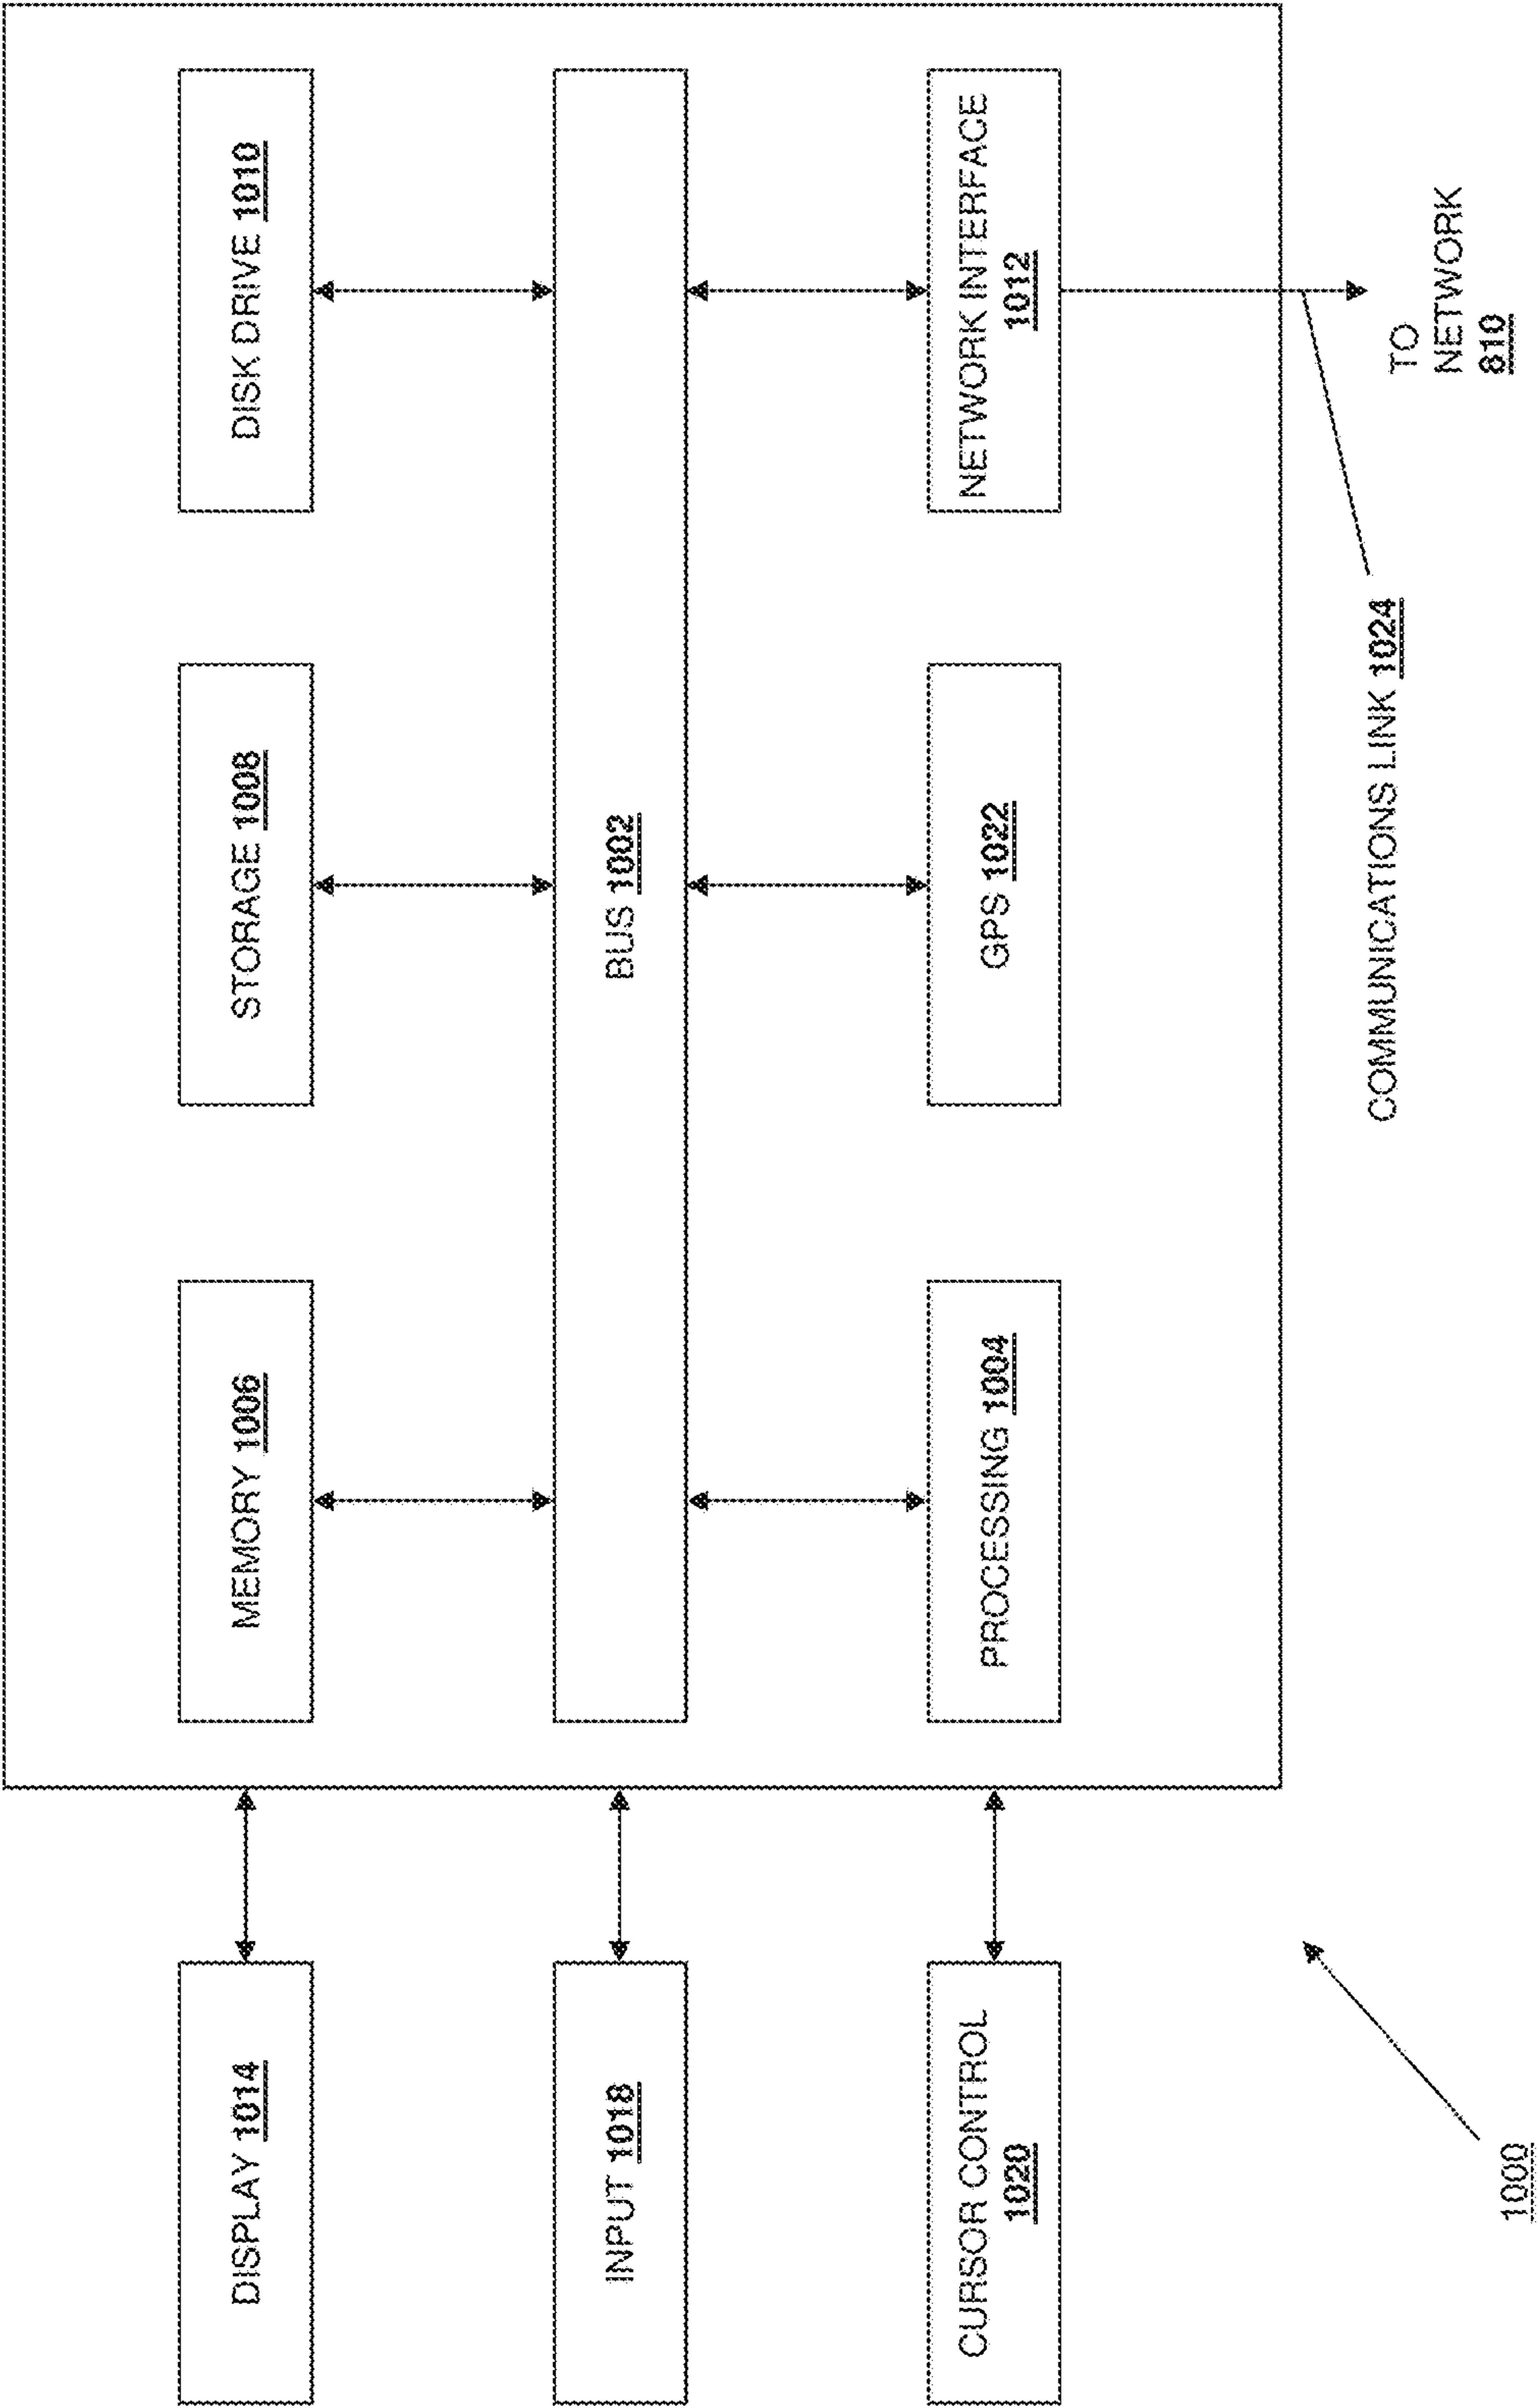 DISPLAY 1014
MEMORY 1006
STORAGE 1008
DISK DRIVE 1010
INPUT 1018
BUS 1002
CURSOR CONTROL
1020
PROCESSING 1004
GPS 1022
NETWORK INTERFACE
1012
COMMUNICATIONS LINK 1024
TO
NETWORK
810
1000